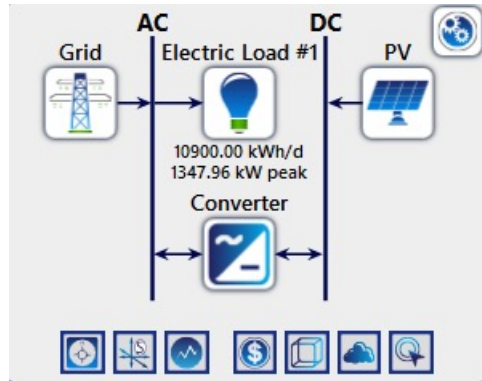 AC DC
Grid Electric Load #1 PV
10900.00 kWh/d
1347.96 kW peak
Converter